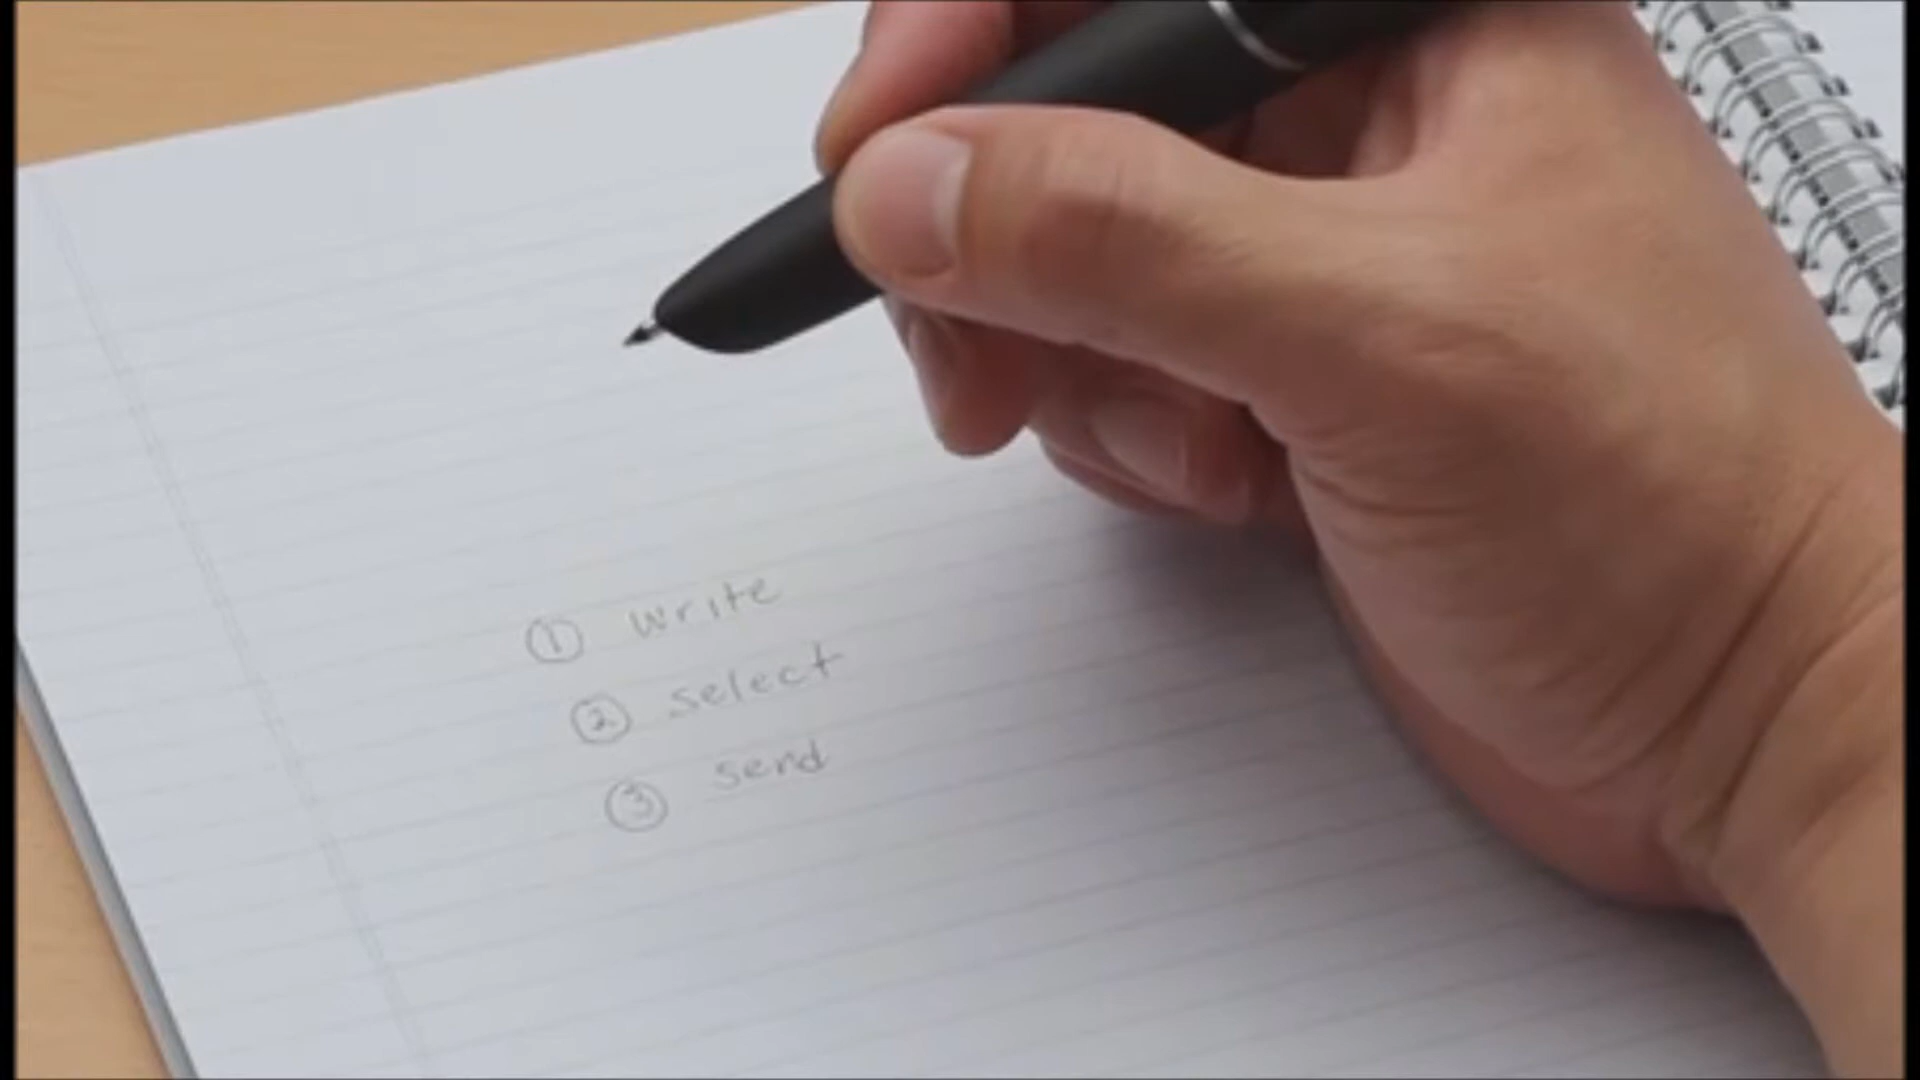 ① write
② select
③ send